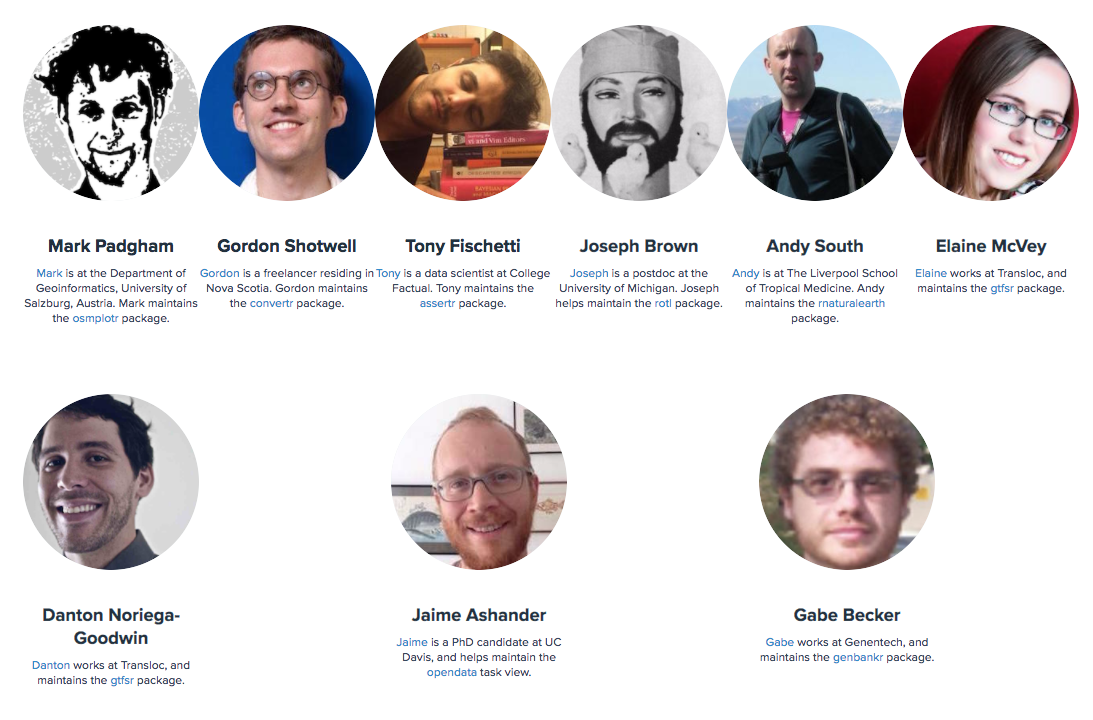 Mark Padgham
Mark is at the Department of
Geoinformatics, University of
Salzburg, Austria. Mark maintains
the osmplotr package.
Gordon Shotwell
Gordon is a freelancer residing in
Nova Scotia. Gordon maintains
the convertr package.
Tony Fischetti
Tony is a data scientist at College
Factual. Tony maintains the
assertr package.
Joseph Brown
Joseph is a postdoc at the
University of Michigan. Joseph
helps maintain the rotl package.
Andy South
Andy is at The Liverpool School
of Tropical Medicine. Andy
maintains the rnaturalearth
package.
Elaine McVey
Elaine works at Transloc, and
maintains the gtfsr package.
Danton Noriega-
Goodwin
Danton works at Transloc, and
maintains the gtfsr package.
Jaime Ashander
Jaime is a PhD candidate at UC
Davis, and helps maintain the
opendata task view.
Gabe Becker
Gabe works at Genentech, and
maintains the genbankr package.